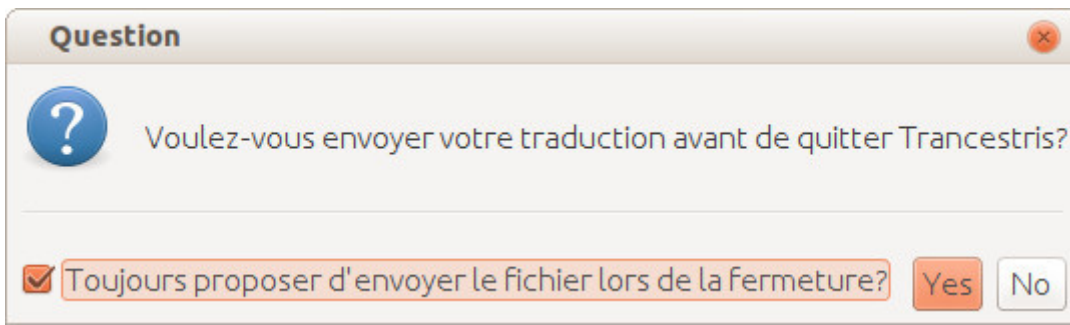 Question
Voulez-vous envoyer votre traduction avant de quitter Trancestris?
Toujours proposer d'envoyer le fichier lors de la fermeture? Yes No